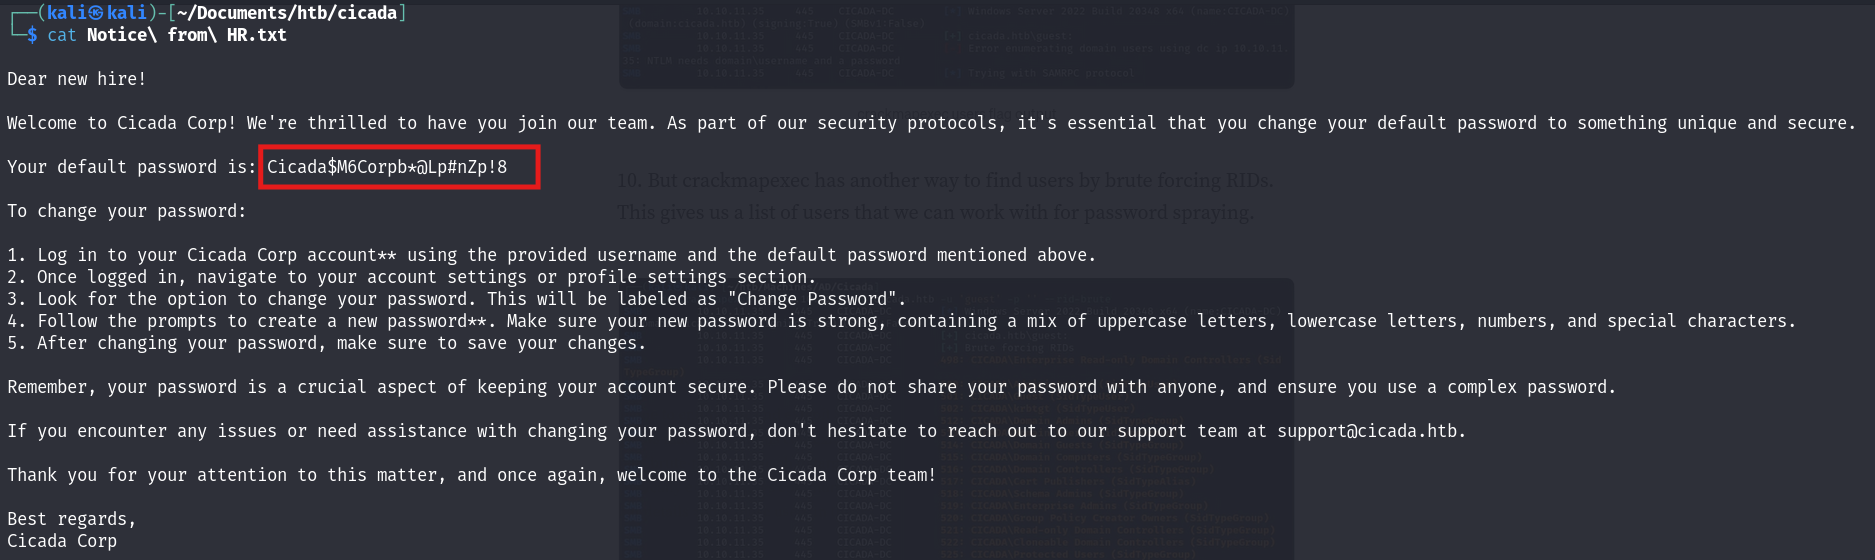 ┌──(kali㉿kali)-[~/Documents/htb/cicada]
└─$ cat Notice\ from\ HR.txt
Dear new hire!
Welcome to Cicada Corp! We're thrilled to have you join our team. As part of our security protocols, it's essential that you change your default password to something unique and secure.
Your default password is: Cicada$M6Corpb*@Lp#nZp!8
To change your password:
1. Log in to your Cicada Corp account** using the provided username and the default password mentioned above.
2. Once logged in, navigate to your account settings or profile settings section.
3. Look for the option to change your password. This will be labeled as "Change Password".
4. Follow the prompts to create a new password**. Make sure your new password is strong, containing a mix of uppercase letters, lowercase letters, numbers, and special characters.
5. After changing your password, make sure to save your changes.
Remember, your password is a crucial aspect of keeping your account secure. Please do not share your password with anyone, and ensure you use a complex password.
If you encounter any issues or need assistance with changing your password, don't hesitate to reach out to our support team at support@cicada.htb.
Thank you for your attention to this matter, and once again, welcome to the Cicada Corp team!
Best regards,
Cicada Corp
10. But crackmapexec has another way to find users by brute forcing RIDs.
This gives us a list of users that we can work with for password spraying.